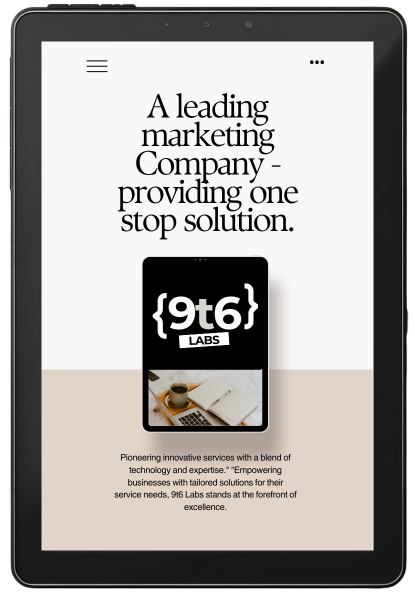 A leading
marketing
Company -
providing one
stop solution.
{9t6}
LABS
Pioneering innovative services with a blend of
technology and expertise." "Empowering
businesses with tailored solutions for their
service needs, 9t6 Labs stands at the forefront of
excellence.